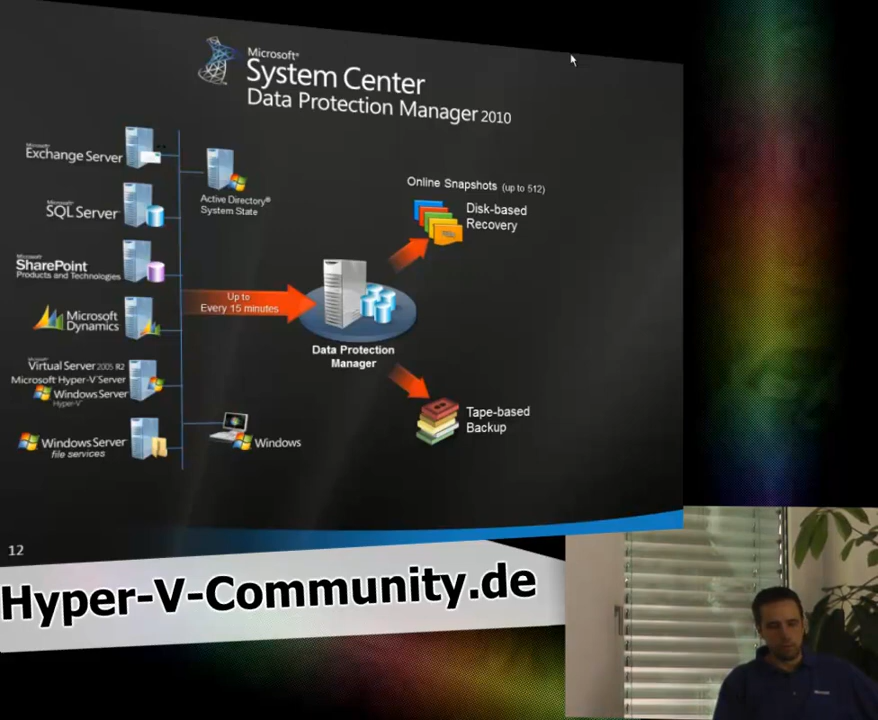 Microsoft®
System Center
Data Protection Manager 2010
Microsoft
Exchange Server
Microsoft
SQL Server
Microsoft
SharePoint
Products and Technologies
Microsoft
Dynamics
Virtual Server 2005 R2
Microsoft Hyper-V Server
Windows Server
Hyper-V
Windows Server
file services
Active Directory®
System State
Up to
Every 15 minutes
Windows
Data Protection
Manager
Online Snapshots (up to 512)
Disk-based
Recovery
Tape-based
Backup
12
Hyper-V-Community.de